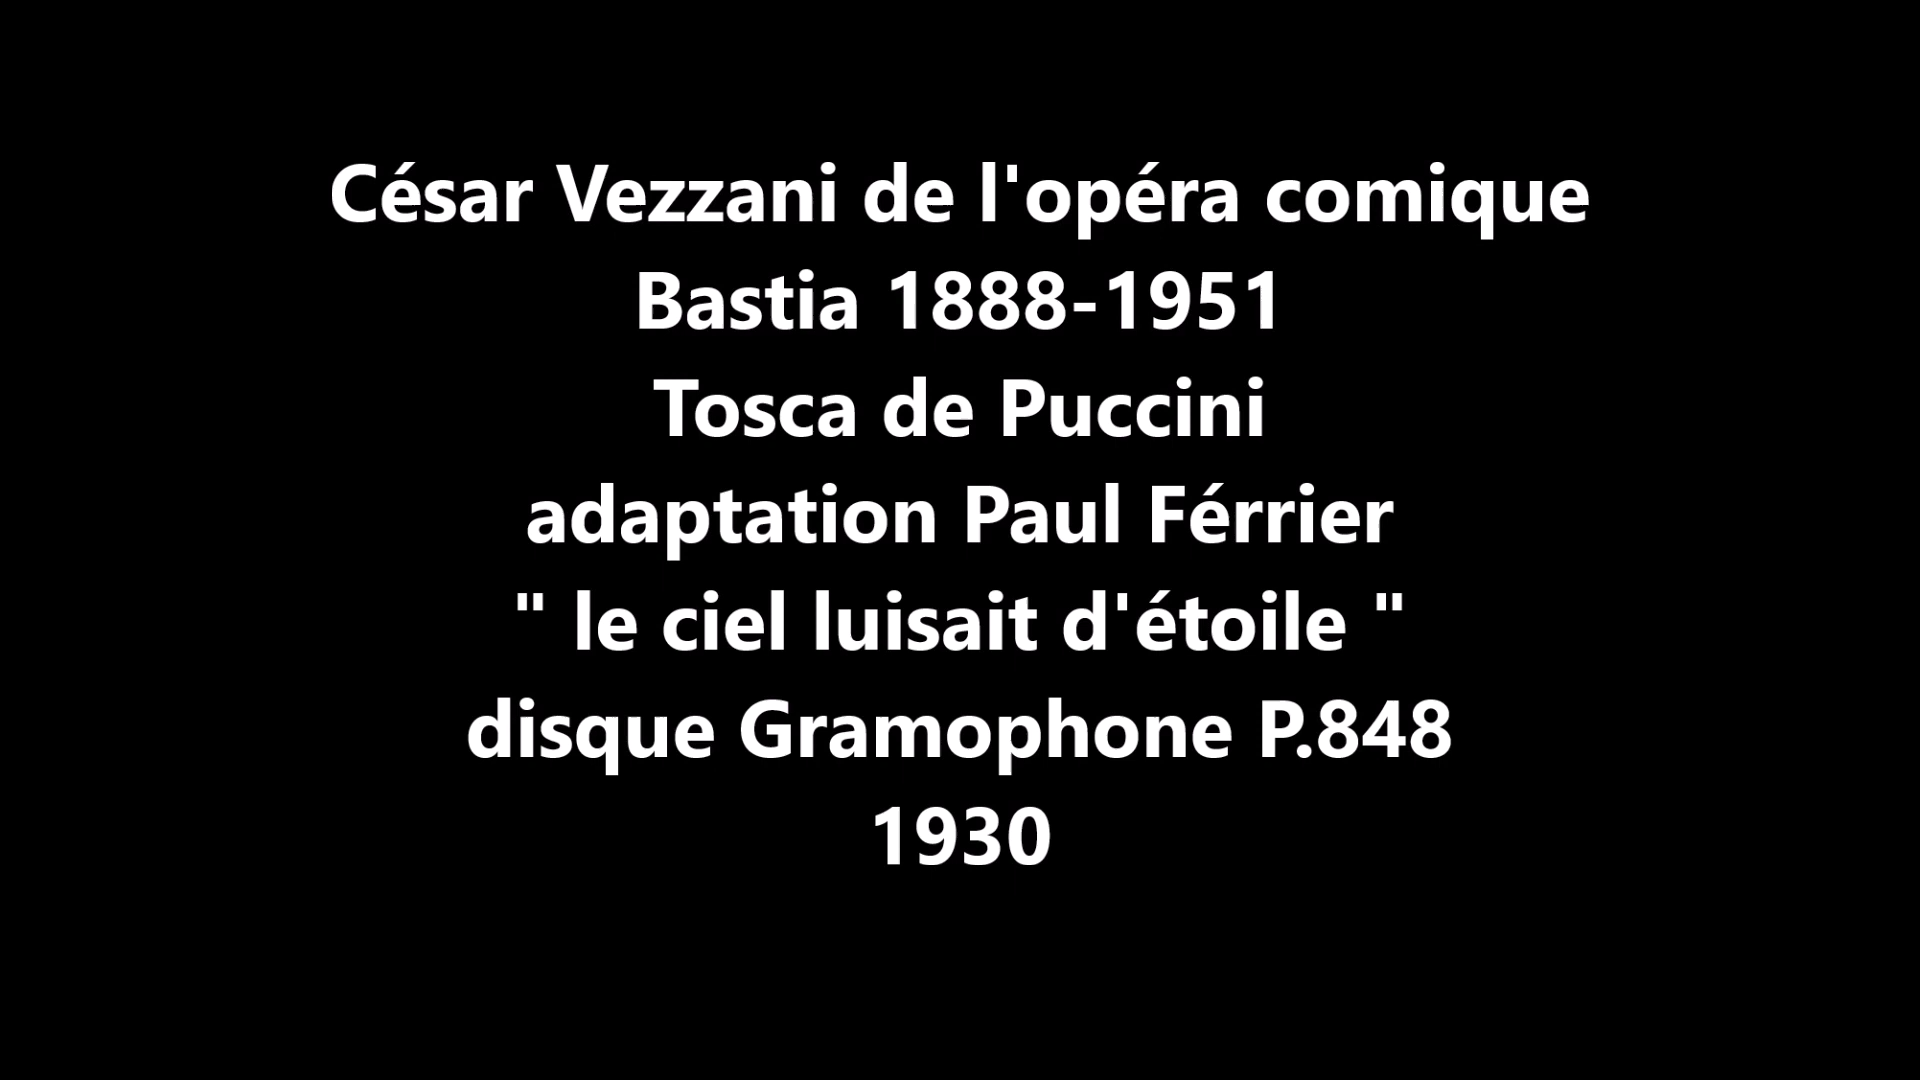 César Vezzani de l'opéra comique
Bastia 1888-1951
Tosca de Puccini
adaptation Paul Férrier
" le ciel luisait d'étoile "
disque Gramophone P.848
1930